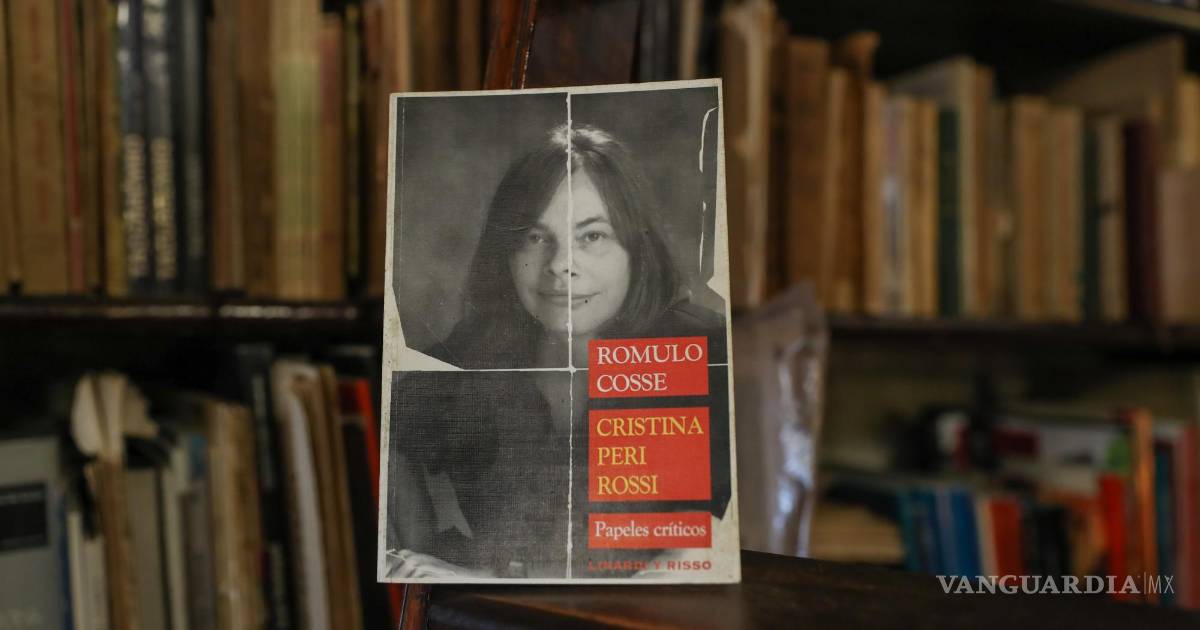 ROMULO
COSSE
CRISTINA
PERI
ROSSI
Papeles críticos
LINARDI Y RISSO
VANGUARDIA|MX